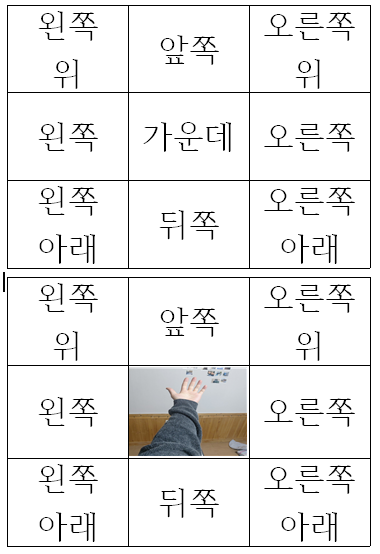 왼쪽 위
앞쪽
오른쪽 위
왼쪽
가운데
오른쪽
왼쪽 아래
뒤쪽
오른쪽 아래
왼쪽 위
앞쪽
오른쪽 위
왼쪽
오른쪽
왼쪽 아래
뒤쪽
오른쪽 아래